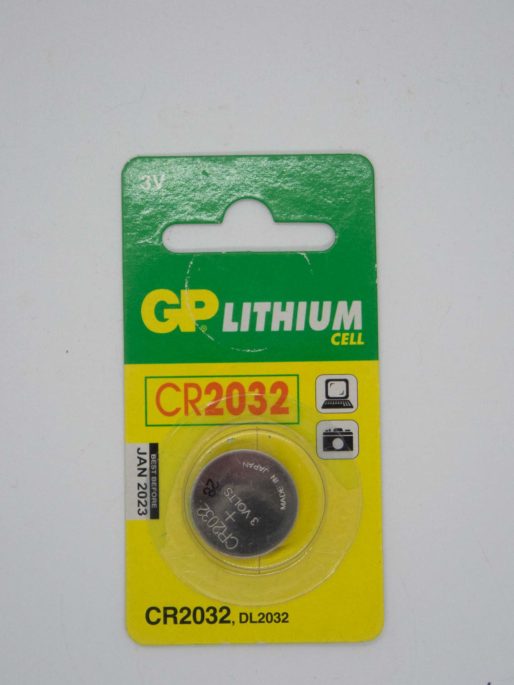 3V
GP LITHIUM
CELL
CR2032
BEST BEFORE
JAN 2023
MADE IN JAPAN
3 VOLTS
+
CR2032
CR2032, DL2032